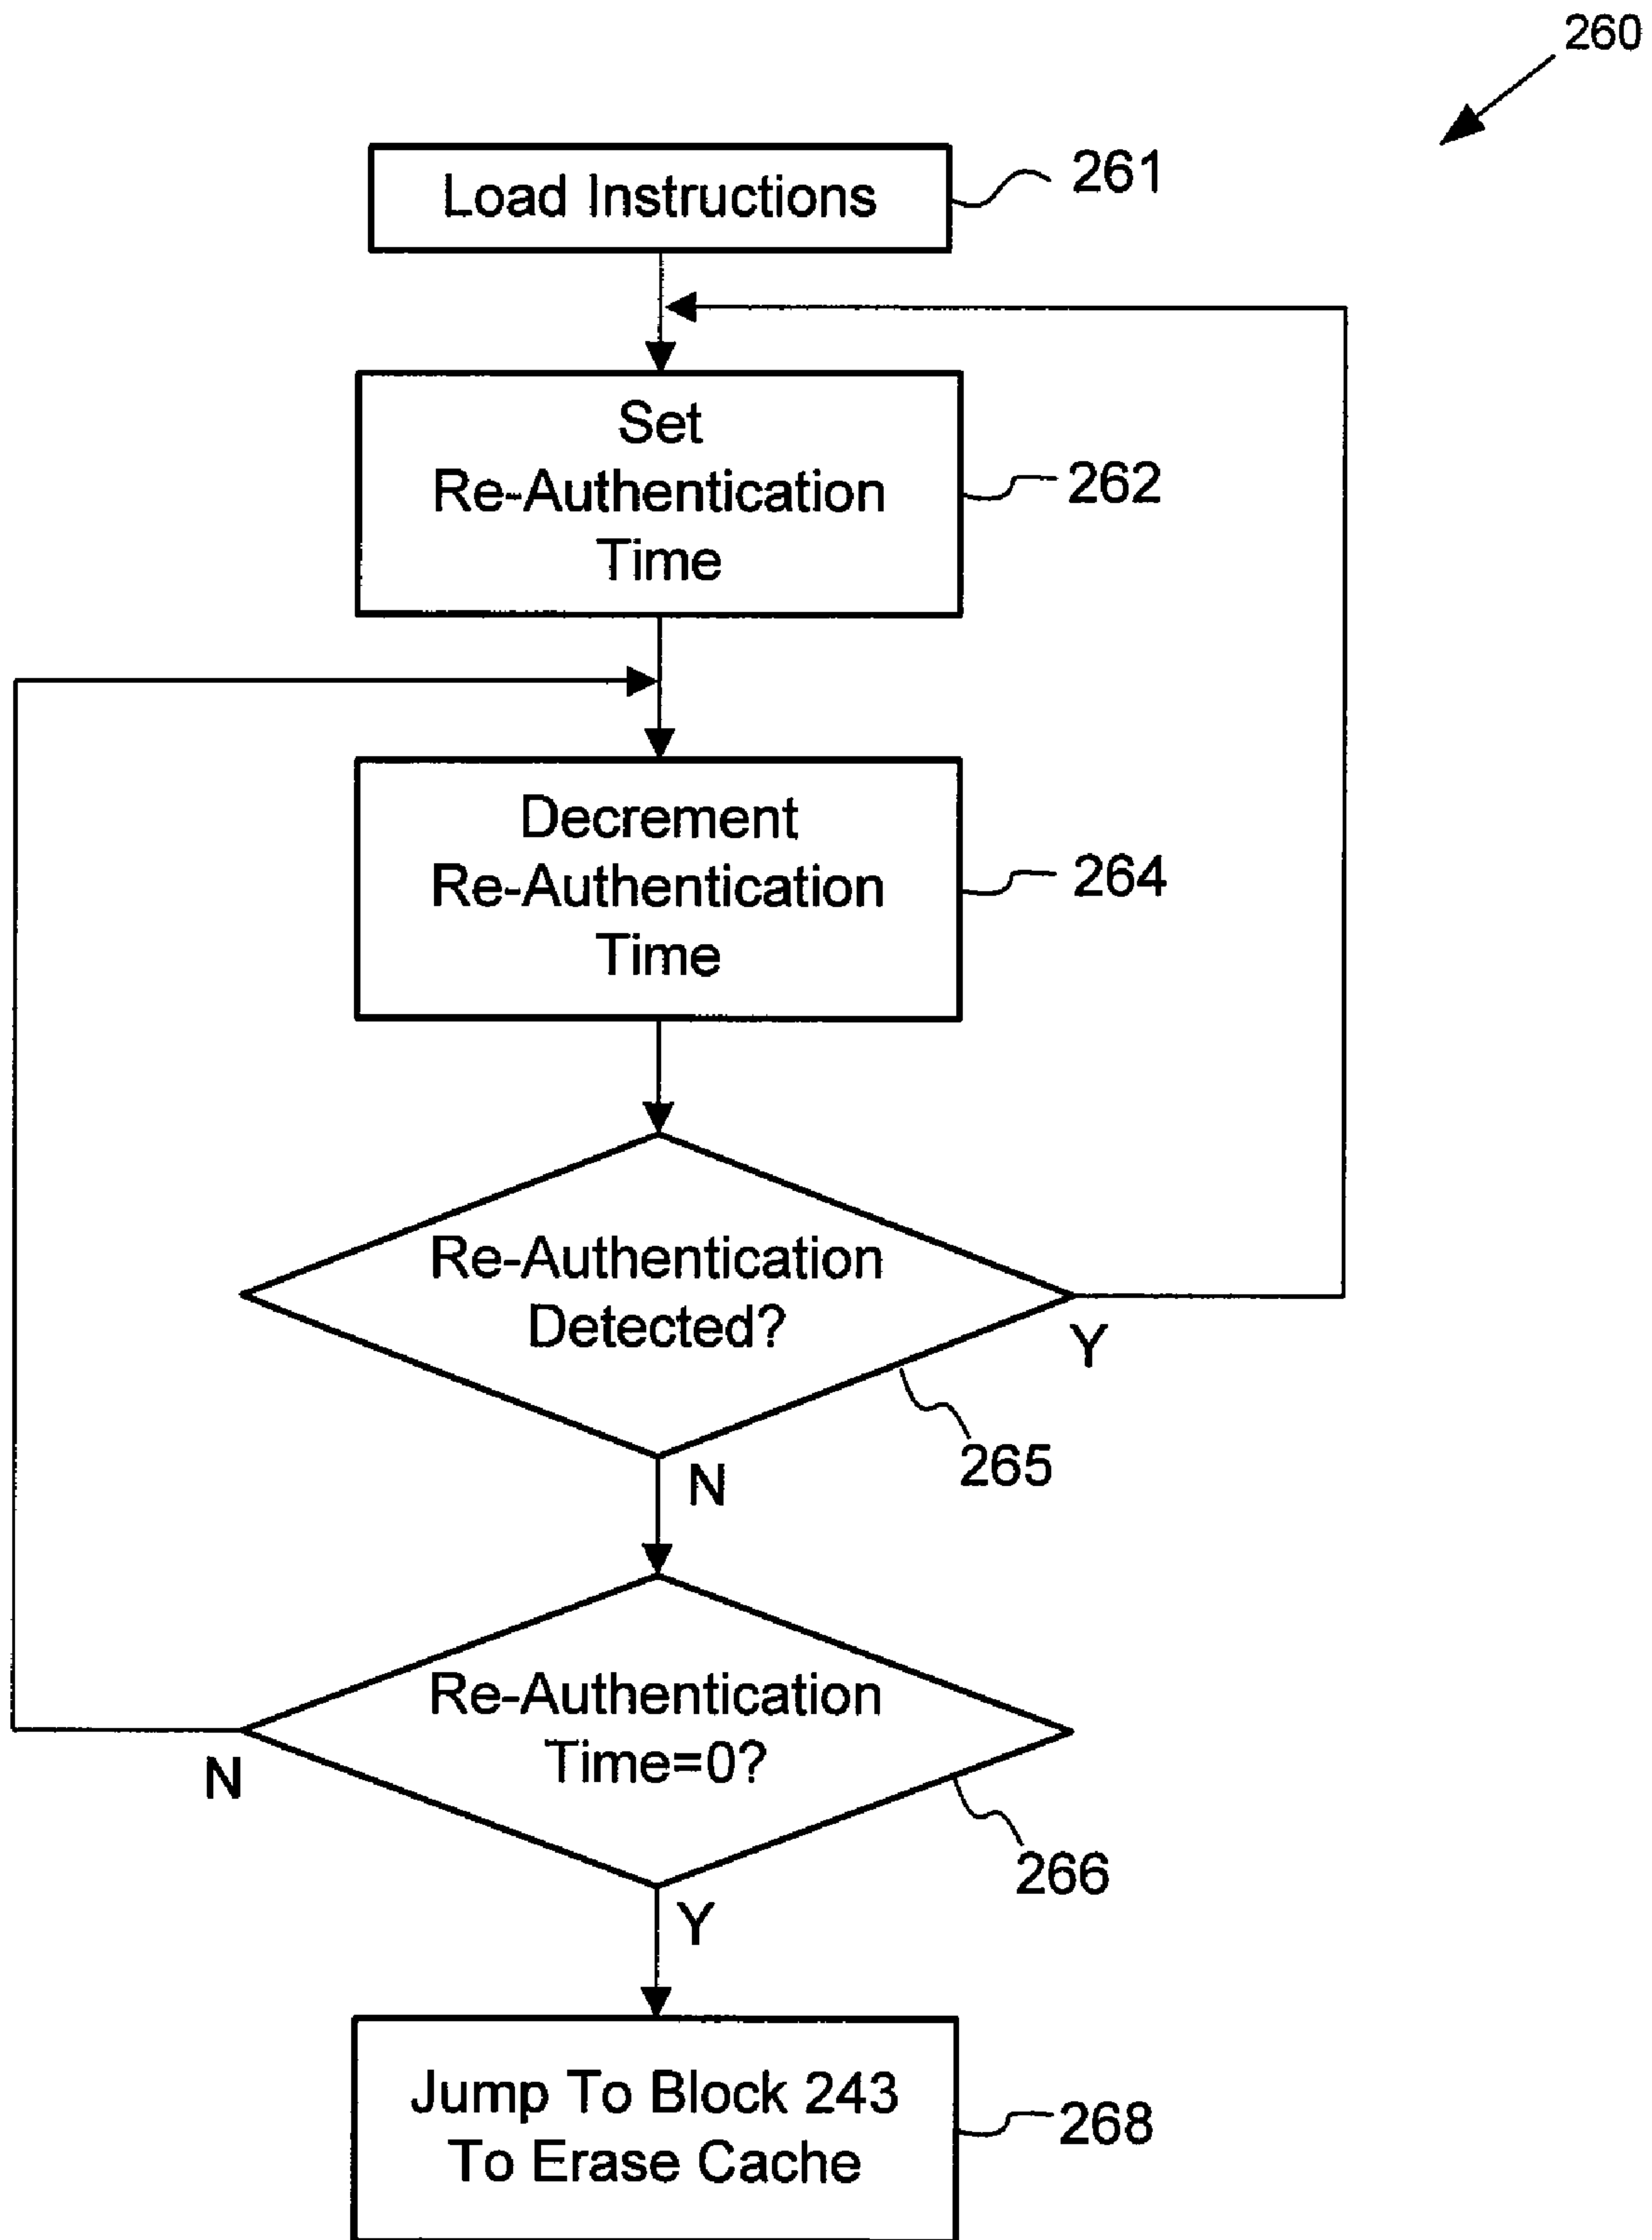 260
Load Instructions
261
Set
Re-Authentication
Time
262
Decrement
Re-Authentication
Time
264
Re-Authentication
Detected?
Y
265
N
Re-Authentication
Time=0?
N
266
Y
Jump To Block 243
To Erase Cache
268